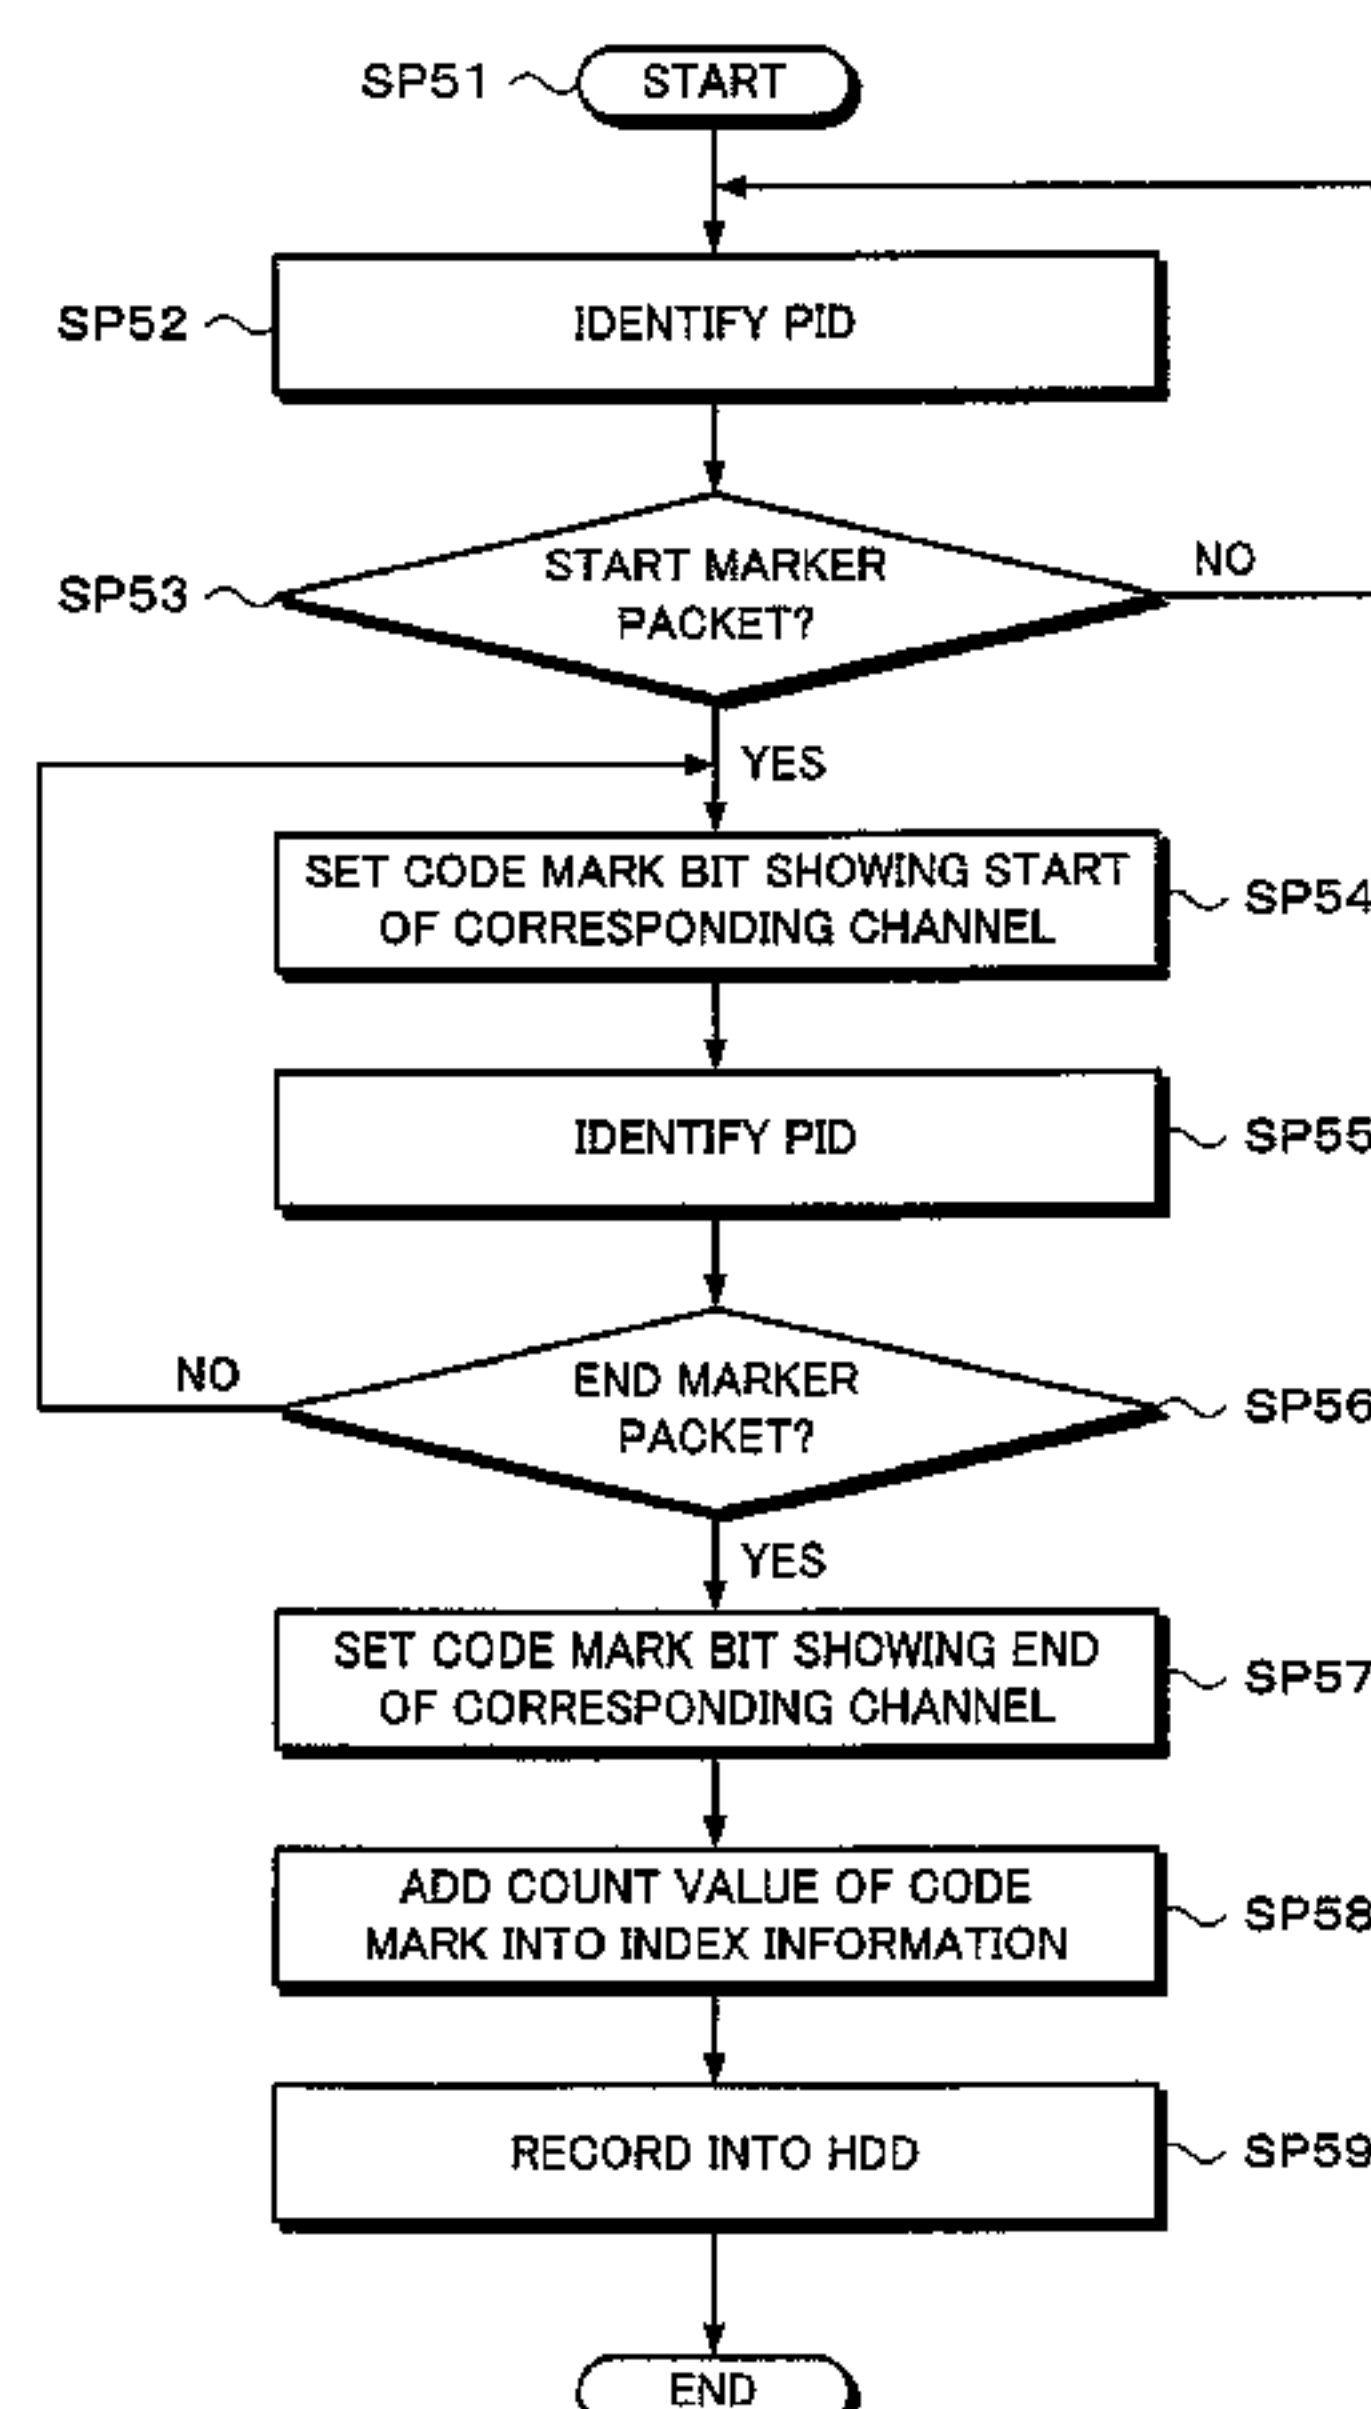 SP51
START
SP52
IDENTIFY PID
SP53
START MARKER
PACKET?
NO
YES
SET CODE MARK BIT SHOWING START
OF CORRESPONDING CHANNEL
SP54
IDENTIFY PID
SP55
NO
END MARKER
PACKET?
SP56
YES
SET CODE MARK BIT SHOWING END
OF CORRESPONDING CHANNEL
SP57
ADD COUNT VALUE OF CODE
MARK INTO INDEX INFORMATION
SP58
RECORD INTO HDD
SP59
END